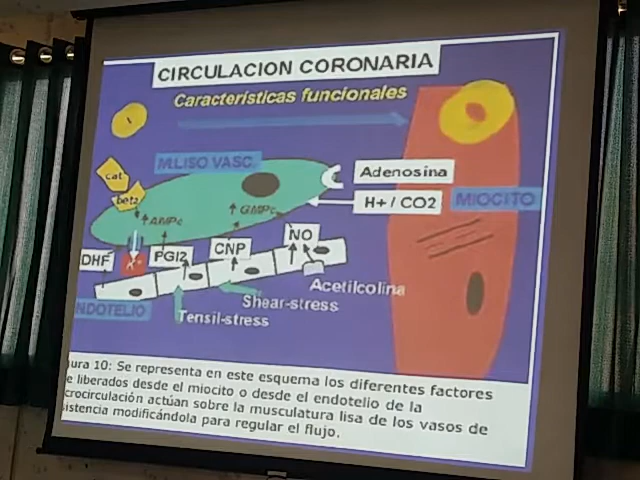 CIRCULACION CORONARIA
Características funcionales
M.LISO VASC.
cat
beta
↑AMPc
↑GMPc
Adenosina
H+ / CO2
MIOCITO
DHF
K+
PGI2
CNP
NO
Acetilcolina
Shear-stress
Tensil-stress
NDOTELIO
ura 10: Se representa en este esquema los diferentes factores
e liberados desde el miocito o desde el endotelio de la
crocirculación actúan sobre la musculatura lisa de los vasos de
istencia modificándola para regular el flujo.